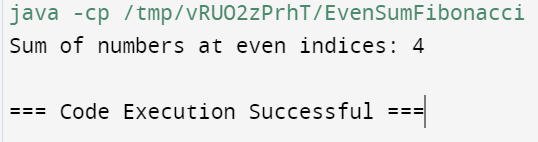 java -cp /tmp/vRUO2zPrhT/EvenSumFibonacci
Sum of numbers at even indices: 4
=== Code Execution Successful ===